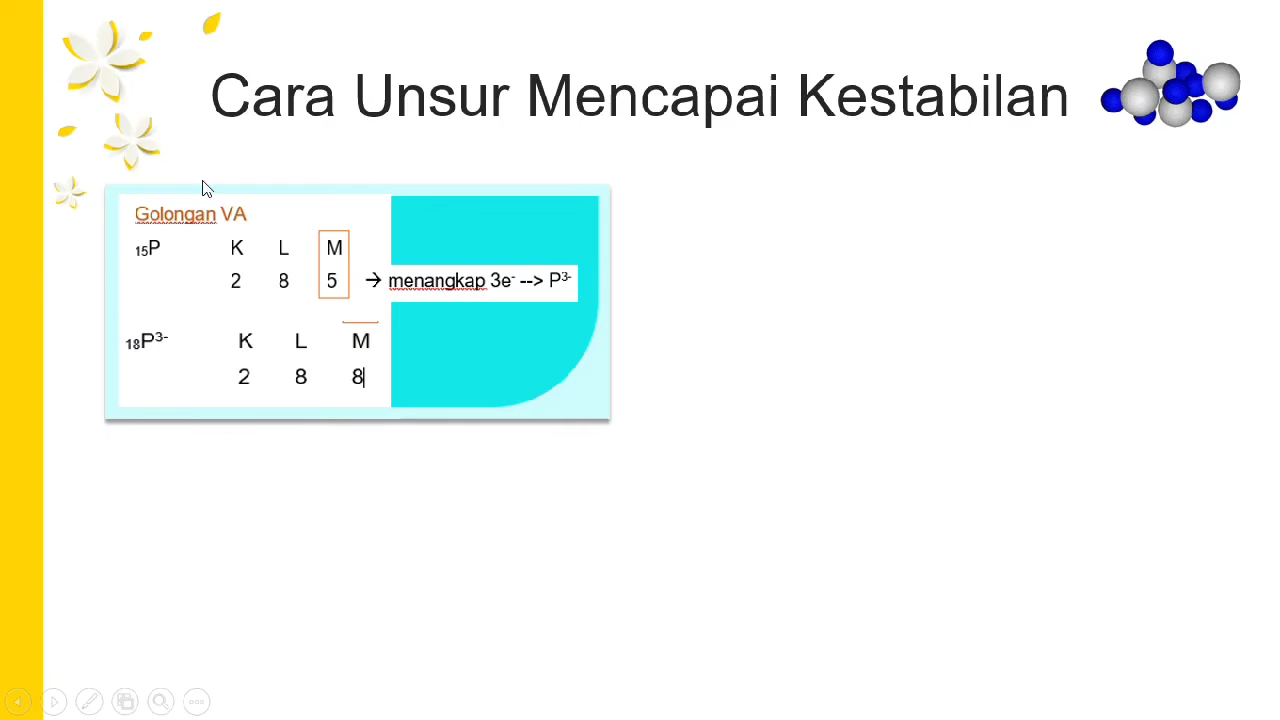 Cara Unsur Mencapai Kestabilan
Golongan VA
₁₅P K L M
2 8 5 → menangkap 3e⁻ --> P³⁻
₁₈P³⁻ K L M
2 8 8